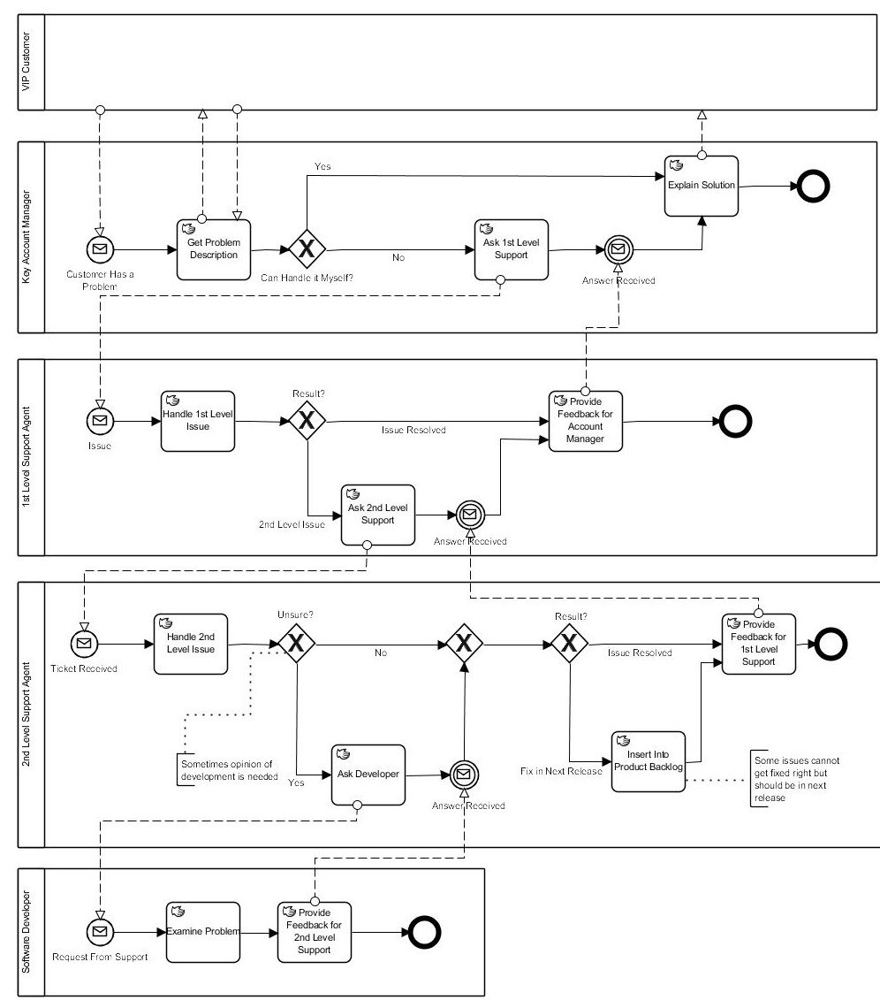 VIP Customer
Key Account Manager
Yes
Explain Solution
Get Problem
Description
Ask 1st Level
Support
No
Customer Has a
Problem
Can Handle it Myself?
Answer Received
1st Level Support Agent
Result?
Handle 1st Level
Issue
Provide
Feedback for
Account
Manager
Issue Resolved
Issue
Ask 2nd Level
Support
2nd Level Issue
Answer Received
2nd Level Support Agent
Unsure?
Result?
Handle 2nd
Level Issue
Provide
Feedback for
1st Level
Support
No
Issue Resolved
Ticket Received
Sometimes opinion of
development is needed
Yes
Ask Developer
Fix in Next Release
Insert Into
Product Backlog
Some issues cannot
get fixed right but
should be in next
release
Answer Received
Software Developer
Examine Problem
Provide
Feedback for
2nd Level
Support
Request From Support